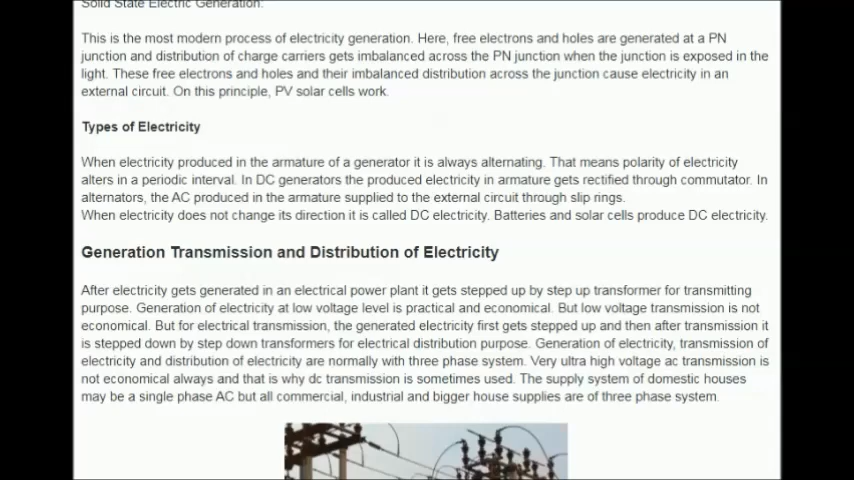 Solid State Electric Generation:
This is the most modern process of electricity generation. Here, free electrons and holes are generated at a PN
junction and distribution of charge carriers gets imbalanced across the PN junction when the junction is exposed in the
light. These free electrons and holes and their imbalanced distribution across the junction cause electricity in an
external circuit. On this principle, PV solar cells work.
Types of Electricity
When electricity produced in the armature of a generator it is always alternating. That means polarity of electricity
alters in a periodic interval. In DC generators the produced electricity in armature gets rectified through commutator. In
alternators, the AC produced in the armature supplied to the external circuit through slip rings.
When electricity does not change its direction it is called DC electricity. Batteries and solar cells produce DC electricity.
Generation Transmission and Distribution of Electricity
After electricity gets generated in an electrical power plant it gets stepped up by step up transformer for transmitting
purpose. Generation of electricity at low voltage level is practical and economical. But low voltage transmission is not
economical. But for electrical transmission, the generated electricity first gets stepped up and then after transmission it
is stepped down by step down transformers for electrical distribution purpose. Generation of electricity, transmission of
electricity and distribution of electricity are normally with three phase system. Very ultra high voltage ac transmission is
not economical always and that is why dc transmission is sometimes used. The supply system of domestic houses
may be a single phase AC but all commercial, industrial and bigger house supplies are of three phase system.